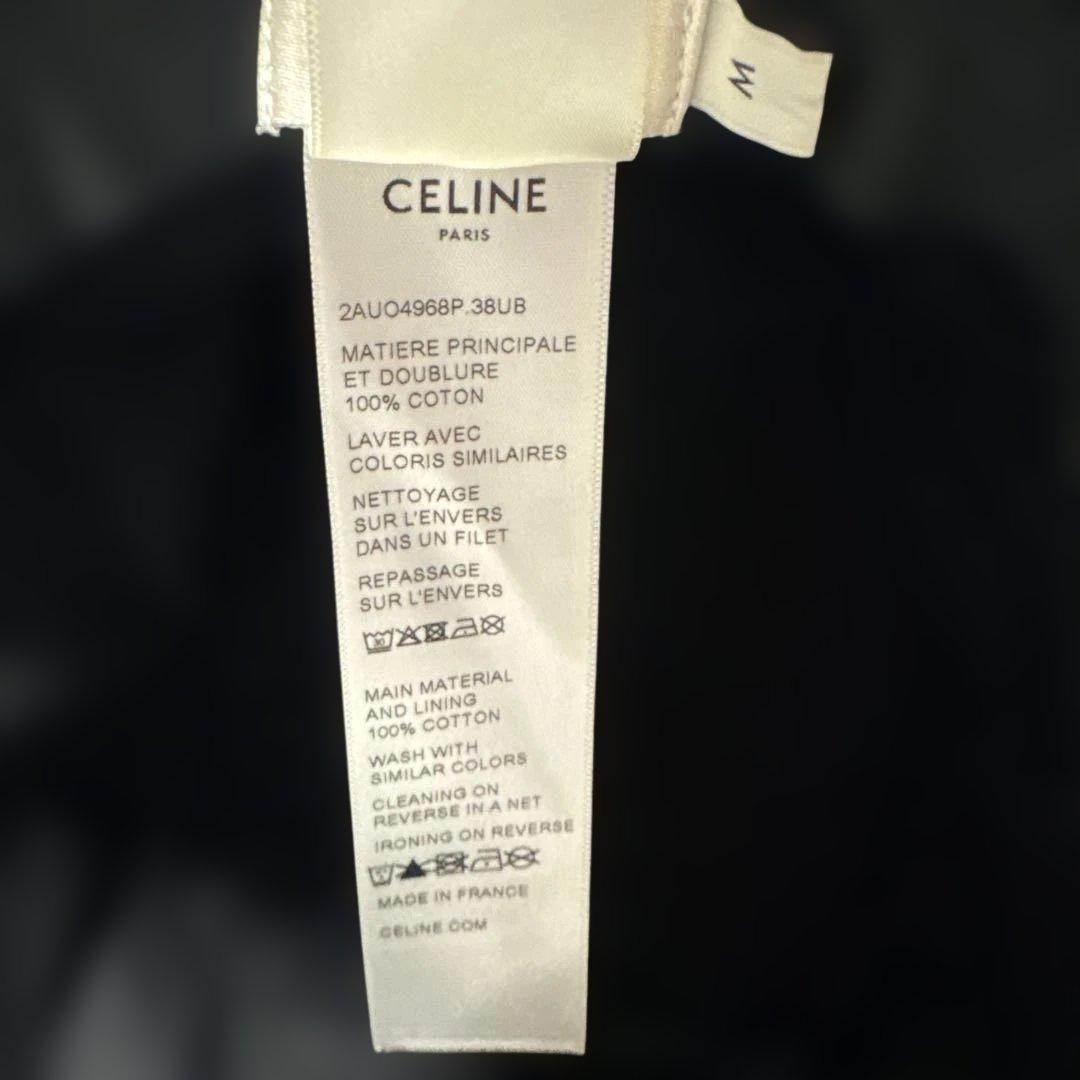 M
CELINE
PARIS
2AUO4968P.38UB
MATIERE PRINCIPALE
ET DOUBLURE
100% COTON
LAVER AVEC
COLORIS SIMILAIRES
NETTOYAGE
SUR L'ENVERS
DANS UN FILET
REPASSAGE
SUR L'ENVERS
30
MAIN MATERIAL
AND LINING
100% COTTON
WASH WITH
SIMILAR COLORS
CLEANING ON
REVERSE IN A NET
IRONING ON REVERSE
MADE IN FRANCE
CELINE.COM